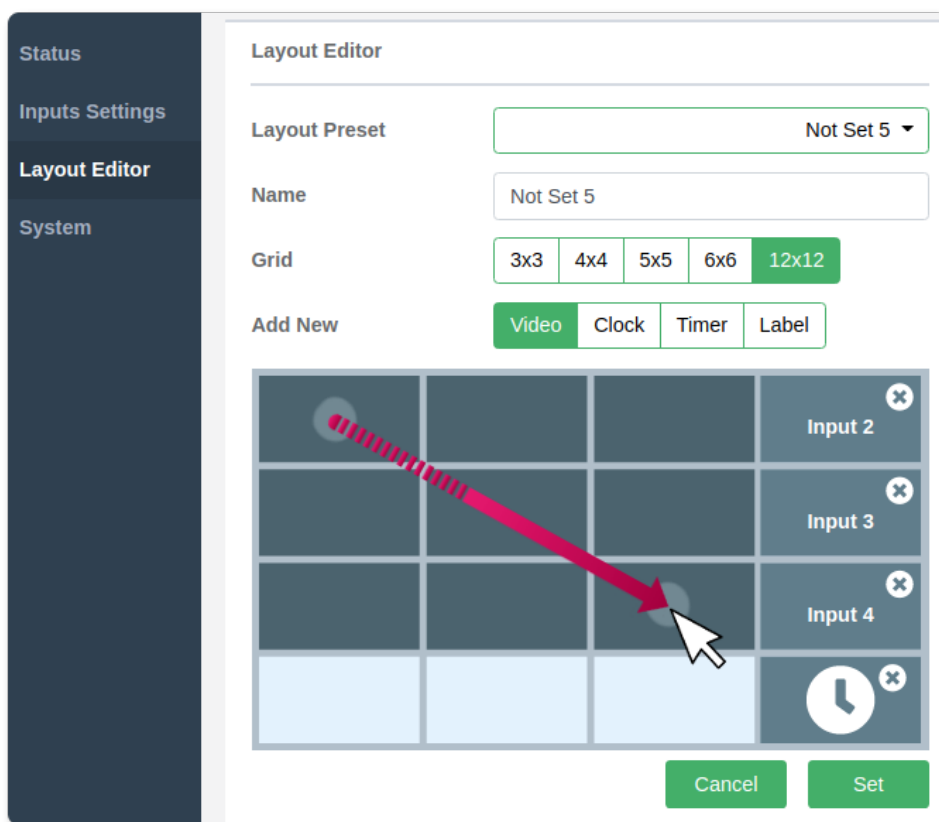 Status
Inputs Settings
Layout Editor
System
Layout Editor
Layout Preset
Not Set 5
Name
Not Set 5
Grid
3x3 4x4 5x5 6x6 12x12
Add New
Video Clock Timer Label
Input 2
Input 3
Input 4
Cancel Set